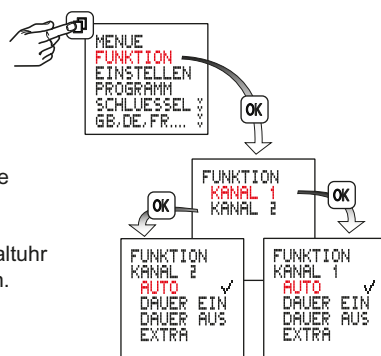 MENUE
FUNKTION
EINSTELLEN
PROGRAMM
SCHLUESSEL
GB,DE,FR....
OK
e
FUNKTION
KANAL 1
KANAL 2
OK
OK
altuhr
n.
FUNKTION
KANAL 2
AUTO ✓
DAUER EIN
DAUER AUS
EXTRA
FUNKTION
KANAL 1
AUTO ✓
DAUER EIN
DAUER AUS
EXTRA